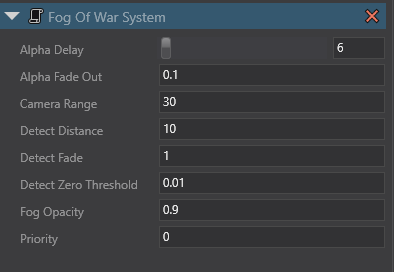 Fog Of War System
Alpha Delay 6
Alpha Fade Out 0.1
Camera Range 30
Detect Distance 10
Detect Fade 1
Detect Zero Threshold 0.01
Fog Opacity 0.9
Priority 0